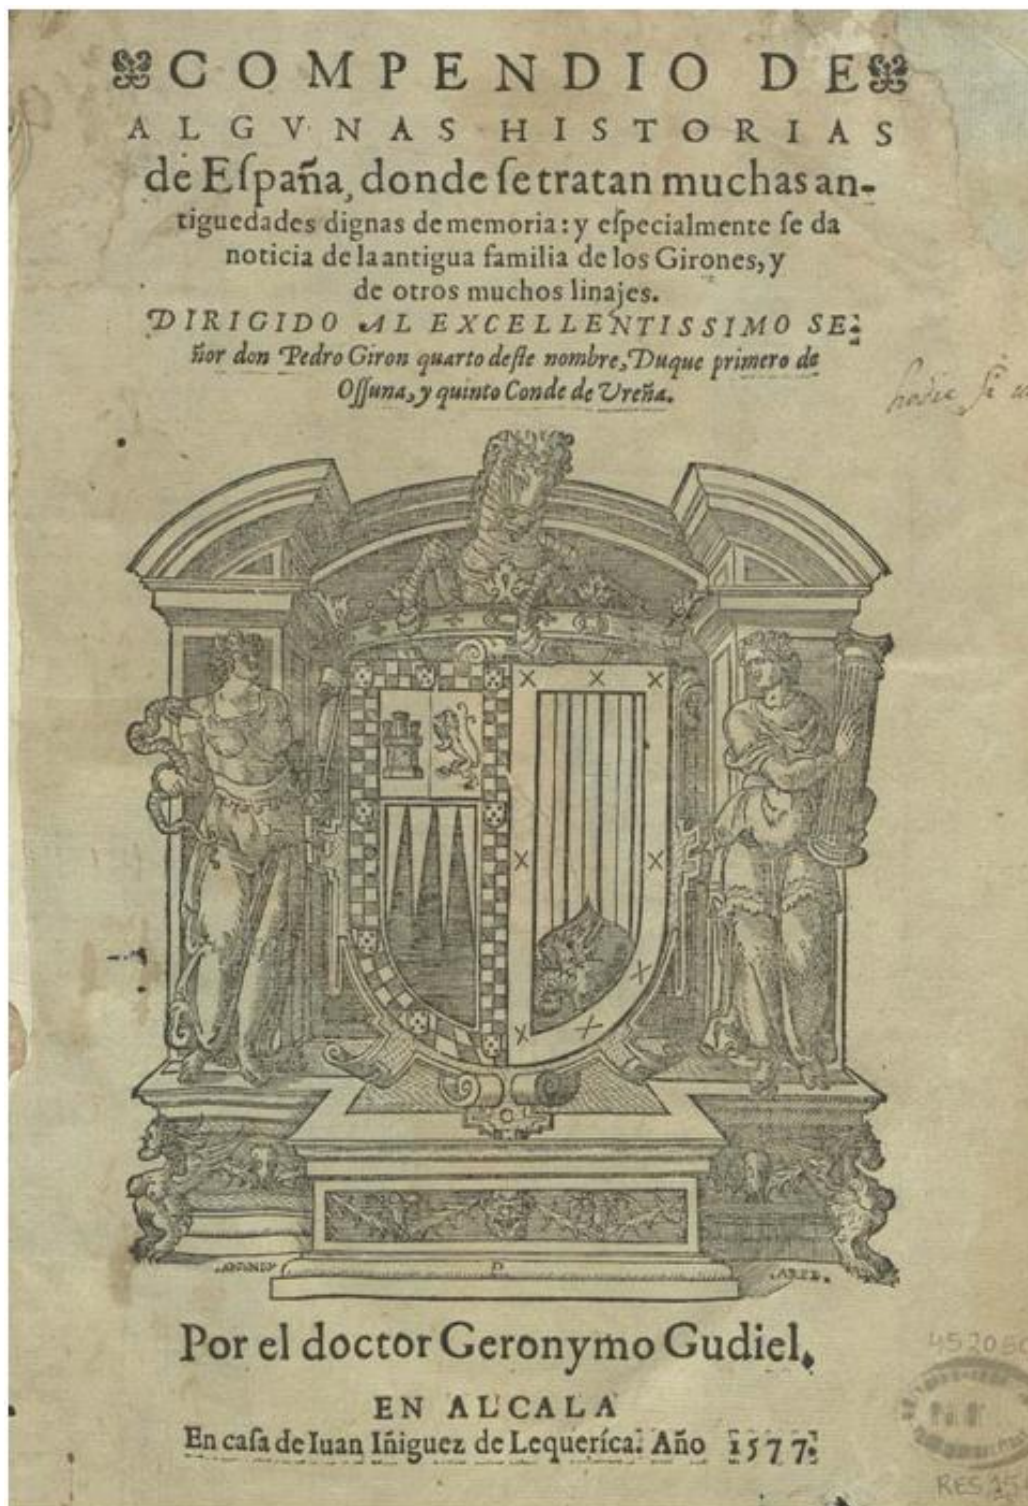 COMPENDIO DE
ALGVNAS HISTORIAS
de Eſpaña, donde ſe tratan muchas an-
tiguedades dignas de memoria: y eſpecialmente ſe da
noticia de la antigua familia de los Girones, y
de otros muchos linajes.
DIRIGIDO AL EXCELLENTISSIMO SE-
ñor don Pedro Giron quarto deſte nombre, Duque primero de
Oſſuna, y quinto Conde de Vreña.
D
Por el doctor Geronymo Gudiel,
EN ALCALA
En caſa de Iuan Iñiguez de Lequeríca. Año 1577.
452050
RES.